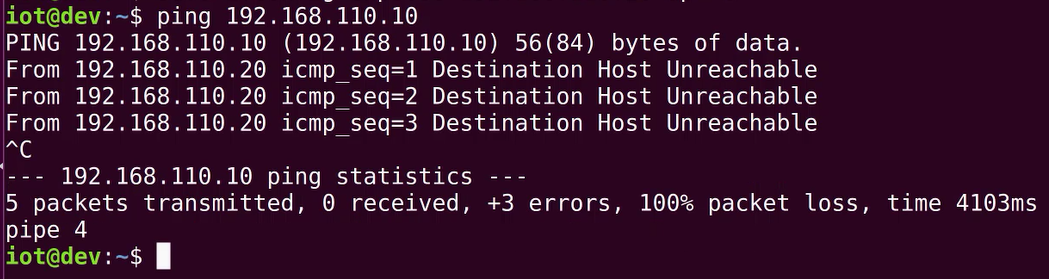 iot@dev:~$ ping 192.168.110.10
PING 192.168.110.10 (192.168.110.10) 56(84) bytes of data.
From 192.168.110.20 icmp_seq=1 Destination Host Unreachable
From 192.168.110.20 icmp_seq=2 Destination Host Unreachable
From 192.168.110.20 icmp_seq=3 Destination Host Unreachable
^C
--- 192.168.110.10 ping statistics ---
5 packets transmitted, 0 received, +3 errors, 100% packet loss, time 4103ms
pipe 4
iot@dev:~$